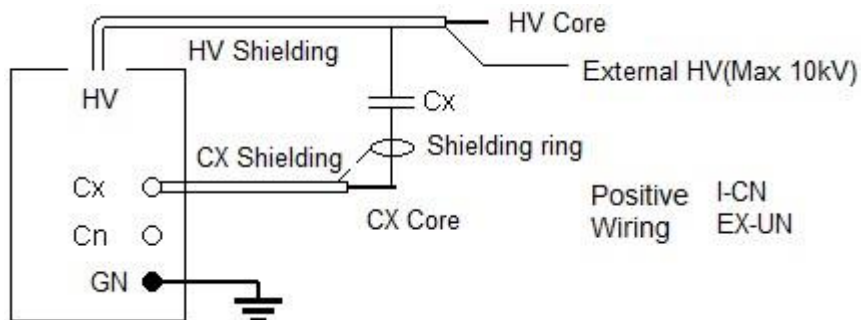 HV Core
HV Shielding
External HV(Max 10kV)
HV
Cx
CX Shielding
Shielding ring
Cx
CX Core
Positive I-CN
Wiring EX-UN
Cn
GN